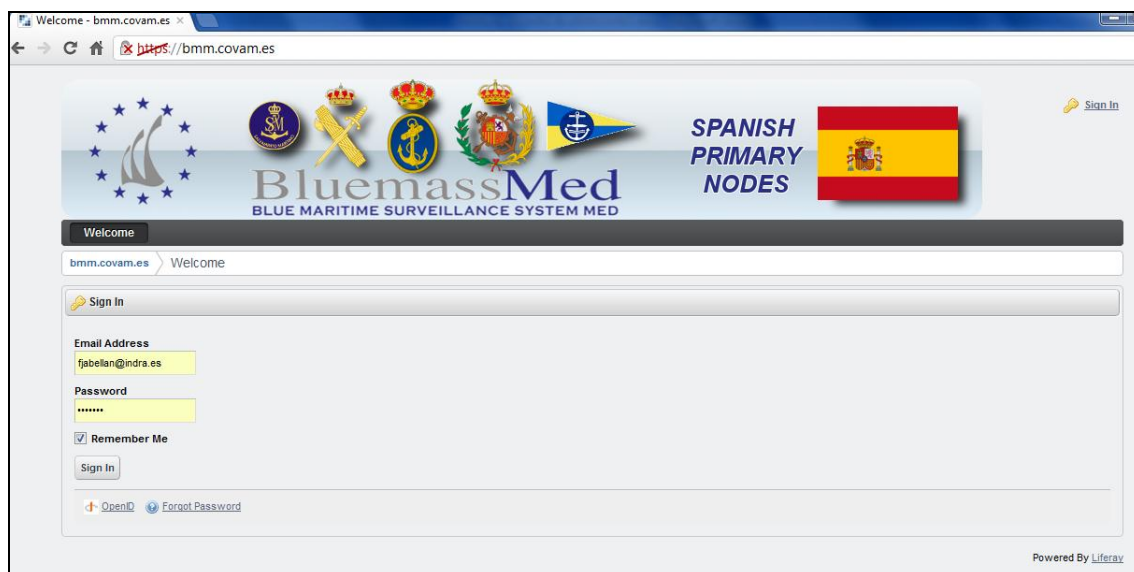 Welcome - bmm.covam.es ×
https://bmm.covam.es
SM
SPANISH
PRIMARY
NODES
Sign In
BluemassMed
BLUE MARITIME SURVEILLANCE SYSTEM MED
Welcome
bmm.covam.es Welcome
Sign In
Email Address
fjabellan@indra.es
Password
•••••••
Remember Me
Sign In
OpenID Forgot Password
Powered By Liferay